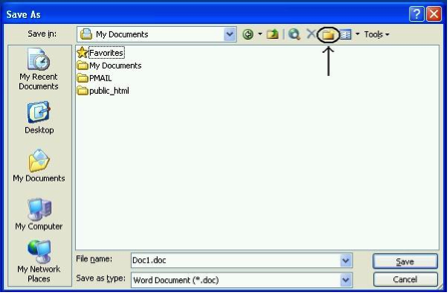 Save As
Save in:
My Documents
Tools
Favorites
My Documents
PMAIL
public_html
My Recent
Documents
Desktop
My Documents
My Computer
My Network
Places
File name:
Doc1.doc
Save
Save as type:
Word Document (*.doc)
Cancel